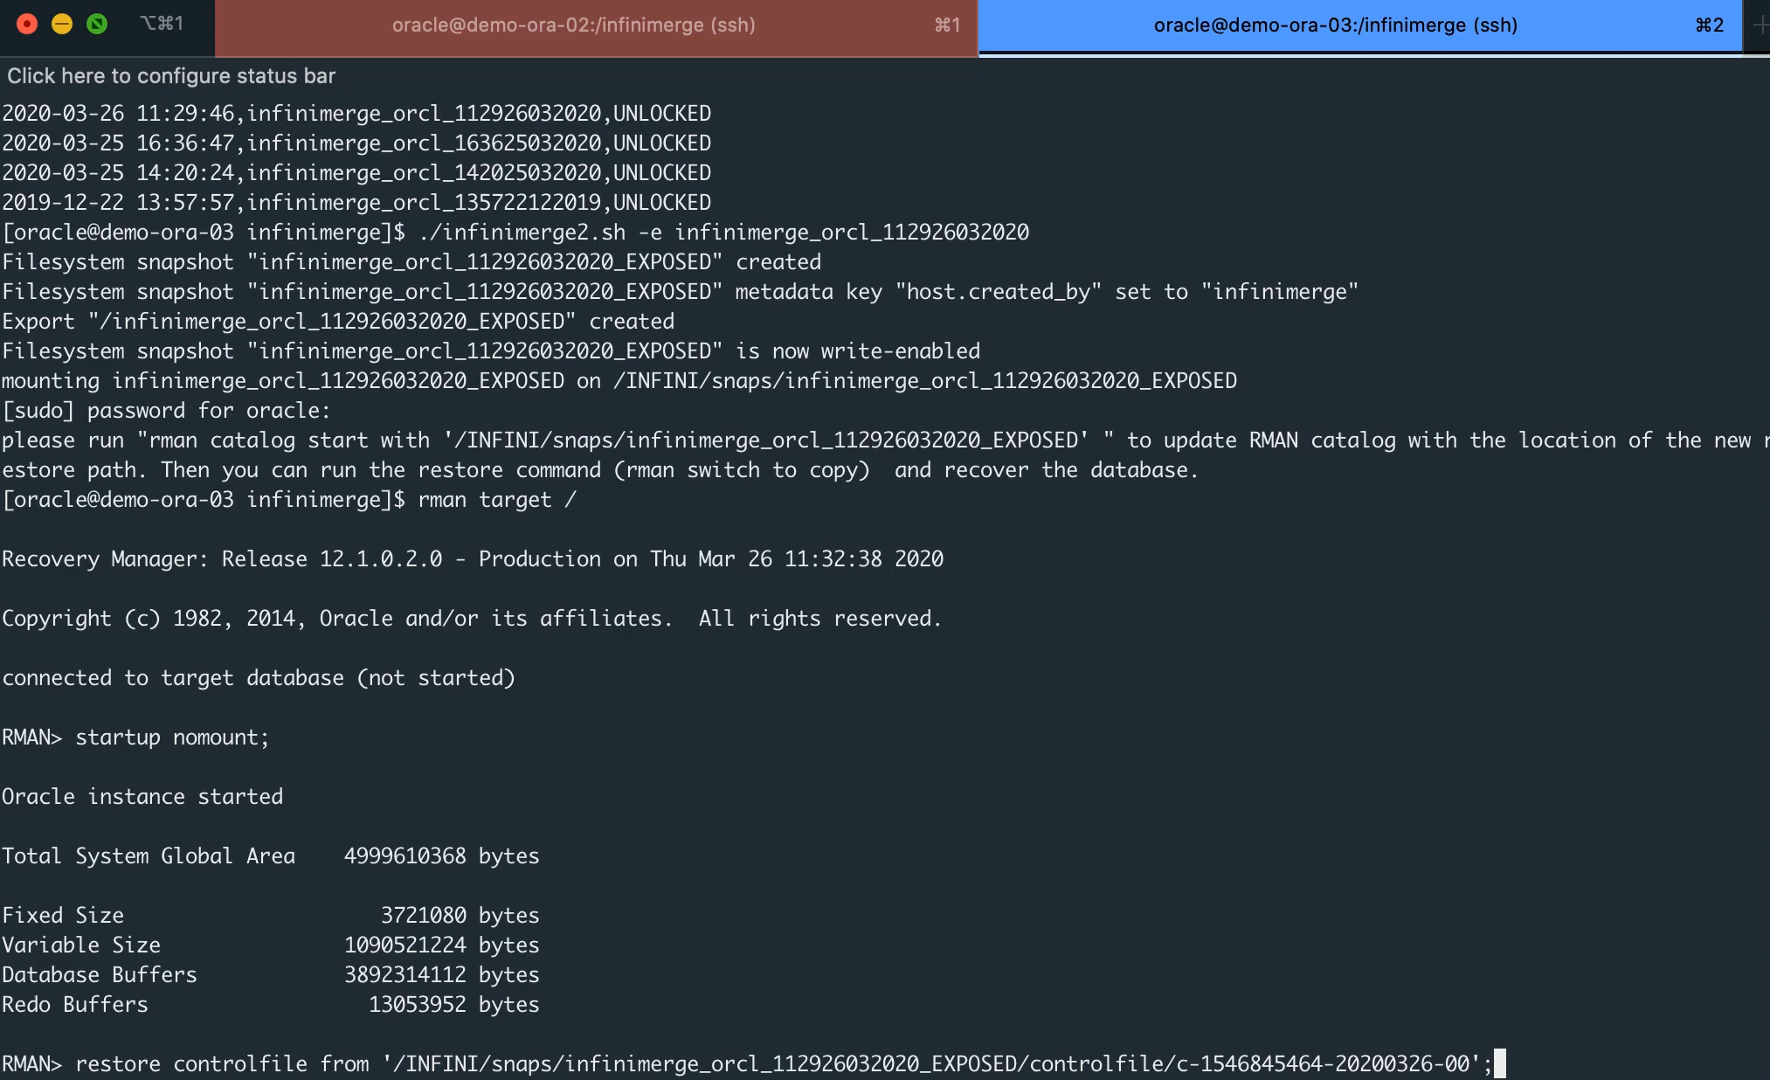 ⌥⌘1 oracle@demo-ora-02:/infinimerge (ssh) ⌘1 oracle@demo-ora-03:/infinimerge (ssh) ⌘2
Click here to configure status bar
2020-03-26 11:29:46,infinimerge_orcl_112926032020,UNLOCKED
2020-03-25 16:36:47,infinimerge_orcl_163625032020,UNLOCKED
2020-03-25 14:20:24,infinimerge_orcl_142025032020,UNLOCKED
2019-12-22 13:57:57,infinimerge_orcl_135722122019,UNLOCKED
[oracle@demo-ora-03 infinimerge]$ ./infinimerge2.sh -e infinimerge_orcl_112926032020
Filesystem snapshot "infinimerge_orcl_112926032020_EXPOSED" created
Filesystem snapshot "infinimerge_orcl_112926032020_EXPOSED" metadata key "host.created_by" set to "infinimerge"
Export "/infinimerge_orcl_112926032020_EXPOSED" created
Filesystem snapshot "infinimerge_orcl_112926032020_EXPOSED" is now write-enabled
mounting infinimerge_orcl_112926032020_EXPOSED on /INFINI/snaps/infinimerge_orcl_112926032020_EXPOSED
[sudo] password for oracle:
please run "rman catalog start with '/INFINI/snaps/infinimerge_orcl_112926032020_EXPOSED' " to update RMAN catalog with the location of the new r
estore path. Then you can run the restore command (rman switch to copy)  and recover the database.
[oracle@demo-ora-03 infinimerge]$ rman target /
Recovery Manager: Release 12.1.0.2.0 - Production on Thu Mar 26 11:32:38 2020
Copyright (c) 1982, 2014, Oracle and/or its affiliates.  All rights reserved.
connected to target database (not started)
RMAN> startup nomount;
Oracle instance started
Total System Global Area    4999610368 bytes
Fixed Size                     3721080 bytes
Variable Size               1090521224 bytes
Database Buffers            3892314112 bytes
Redo Buffers                  13053952 bytes
RMAN> restore controlfile from '/INFINI/snaps/infinimerge_orcl_112926032020_EXPOSED/controlfile/c-1546845464-20200326-00';